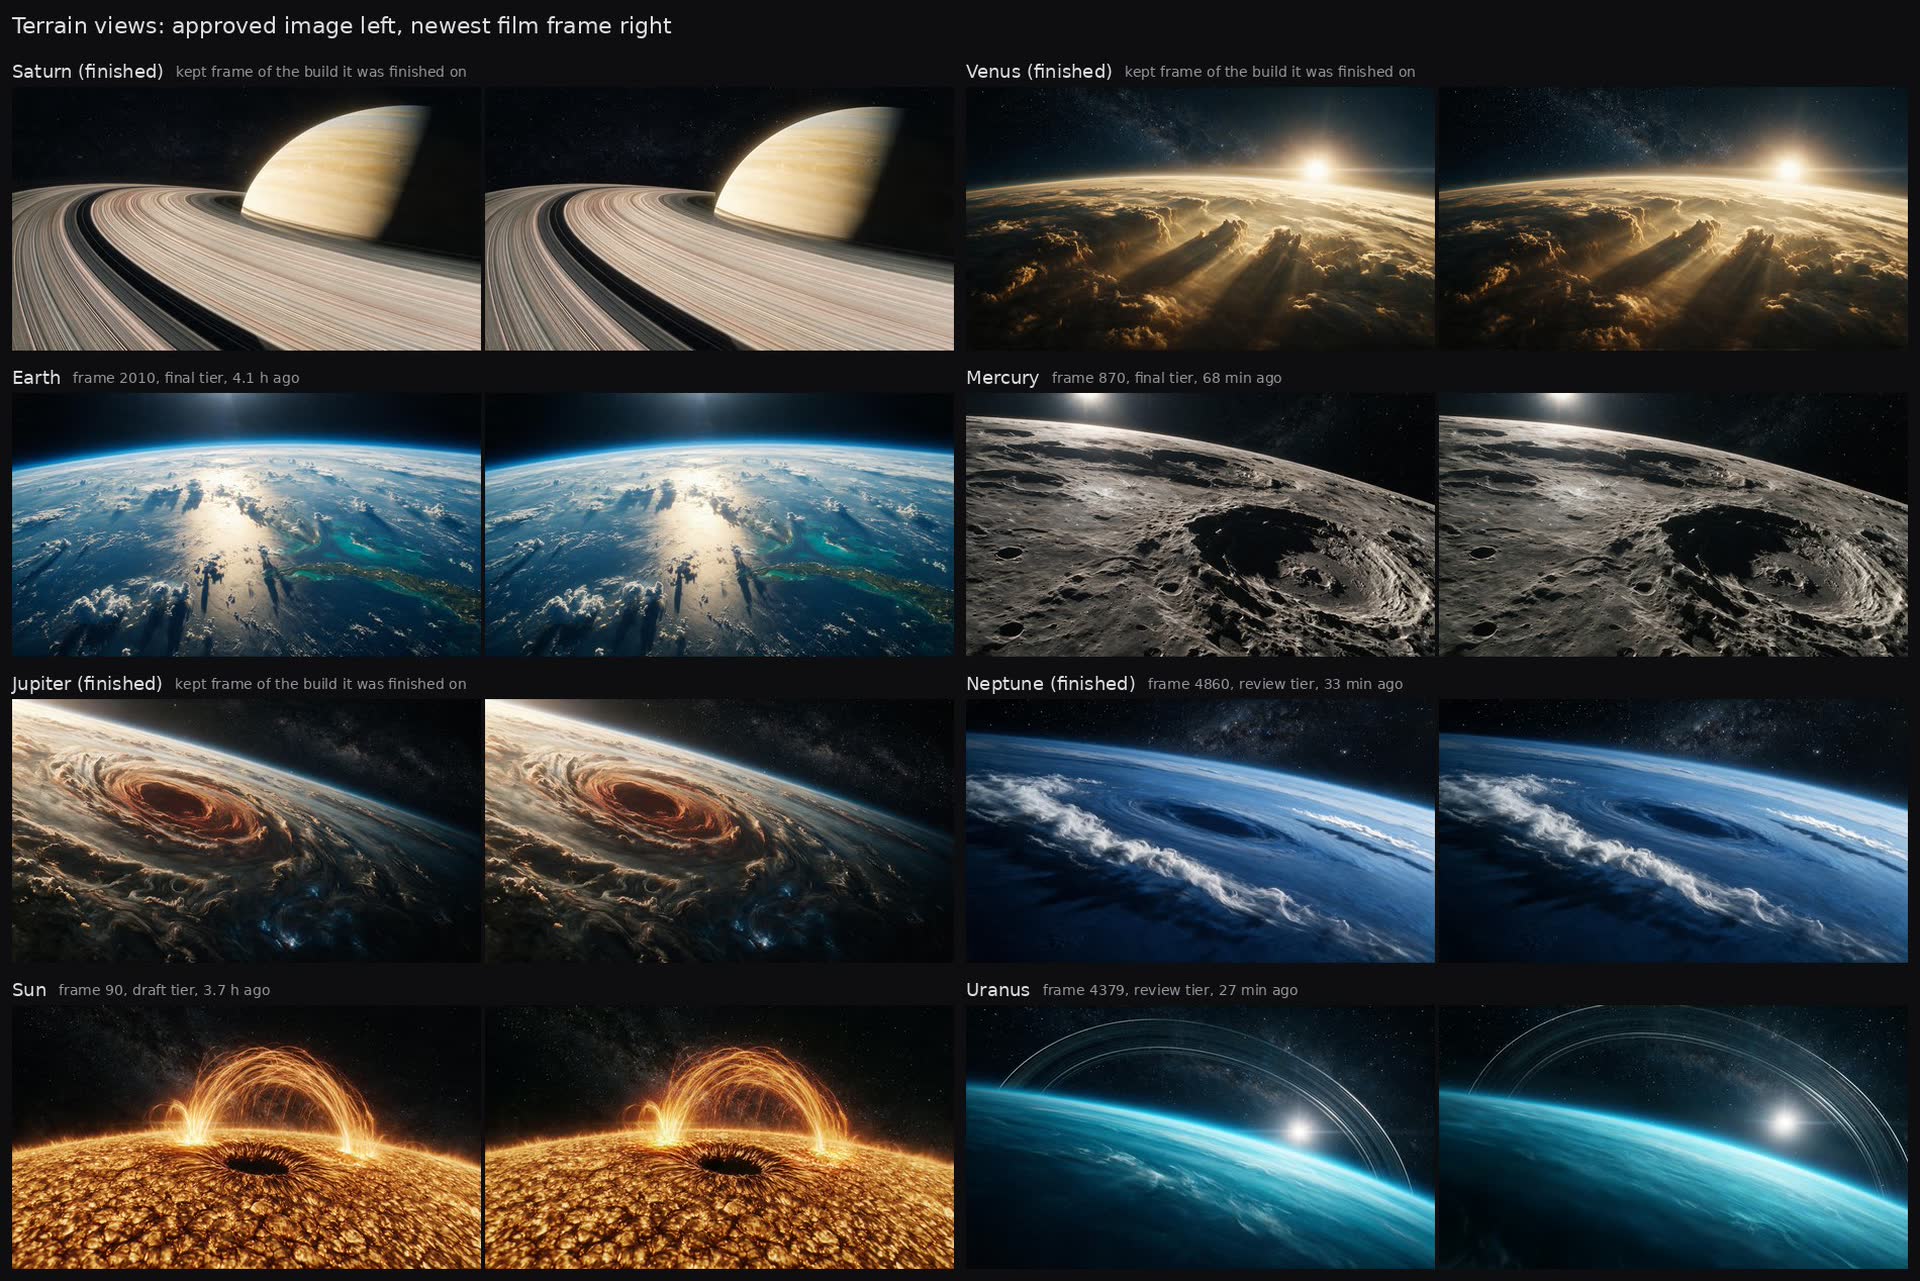 Terrain views: approved image left, newest film frame right
Saturn (finished) kept frame of the build it was finished on
Venus (finished) kept frame of the build it was finished on
Earth frame 2010, final tier, 4.1 h ago
Mercury frame 870, final tier, 68 min ago
Jupiter (finished) kept frame of the build it was finished on
Neptune (finished) frame 4860, review tier, 33 min ago
Sun frame 90, draft tier, 3.7 h ago
Uranus frame 4379, review tier, 27 min ago